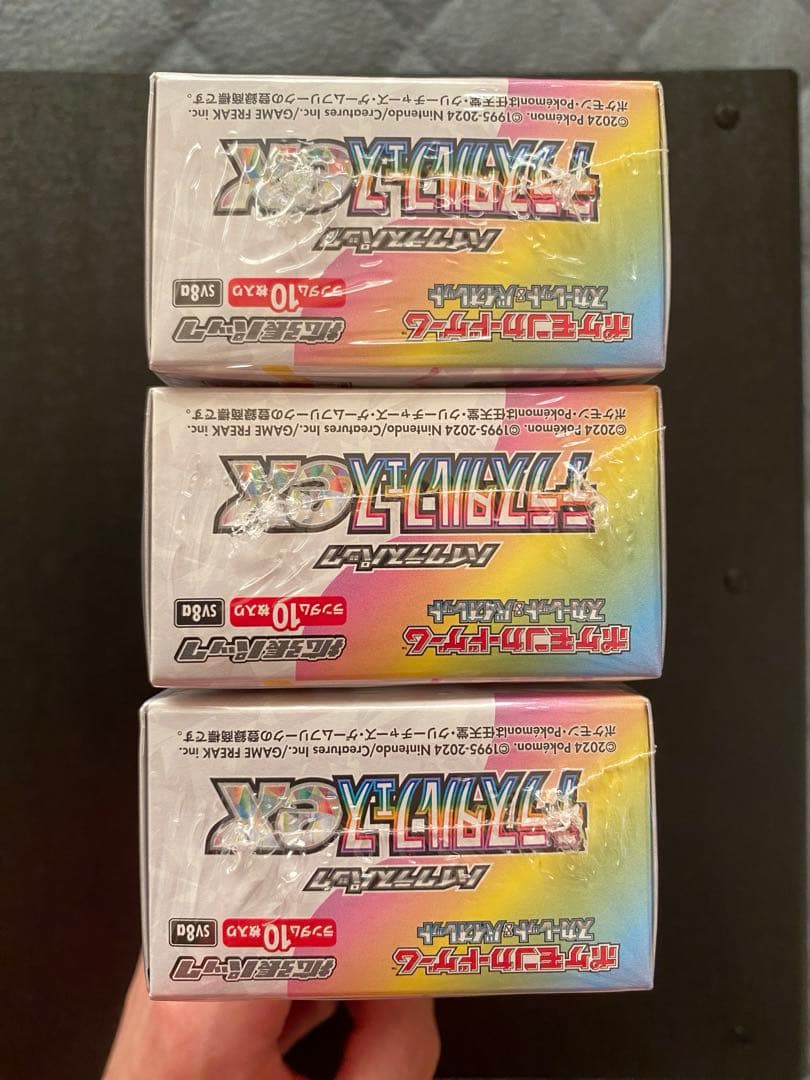 ポケモンカードゲーム 拡張パック
スカーレット&バイオレット ランダム10枚入り SV8a
ハイクラスパック
テラスタルフェスex
©2024 Pokémon. ©1995-2024 Nintendo/Creatures Inc./GAME FREAK inc.
ポケモン・Pokémonは任天堂・クリーチャーズ・ゲームフリークの登録商標です。
ポケモンカードゲーム 拡張パック
スカーレット&バイオレット ランダム10枚入り SV8a
ハイクラスパック
テラスタルフェスex
©2024 Pokémon. ©1995-2024 Nintendo/Creatures Inc./GAME FREAK inc.
ポケモン・Pokémonは任天堂・クリーチャーズ・ゲームフリークの登録商標です。
ポケモンカードゲーム 拡張パック
スカーレット&バイオレット ランダム10枚入り SV8a
ハイクラスパック
テラスタルフェスex
©2024 Pokémon. ©1995-2024 Nintendo/Creatures Inc./GAME FREAK inc.
ポケモン・Pokémonは任天堂・クリーチャーズ・ゲームフリークの登録商標です。